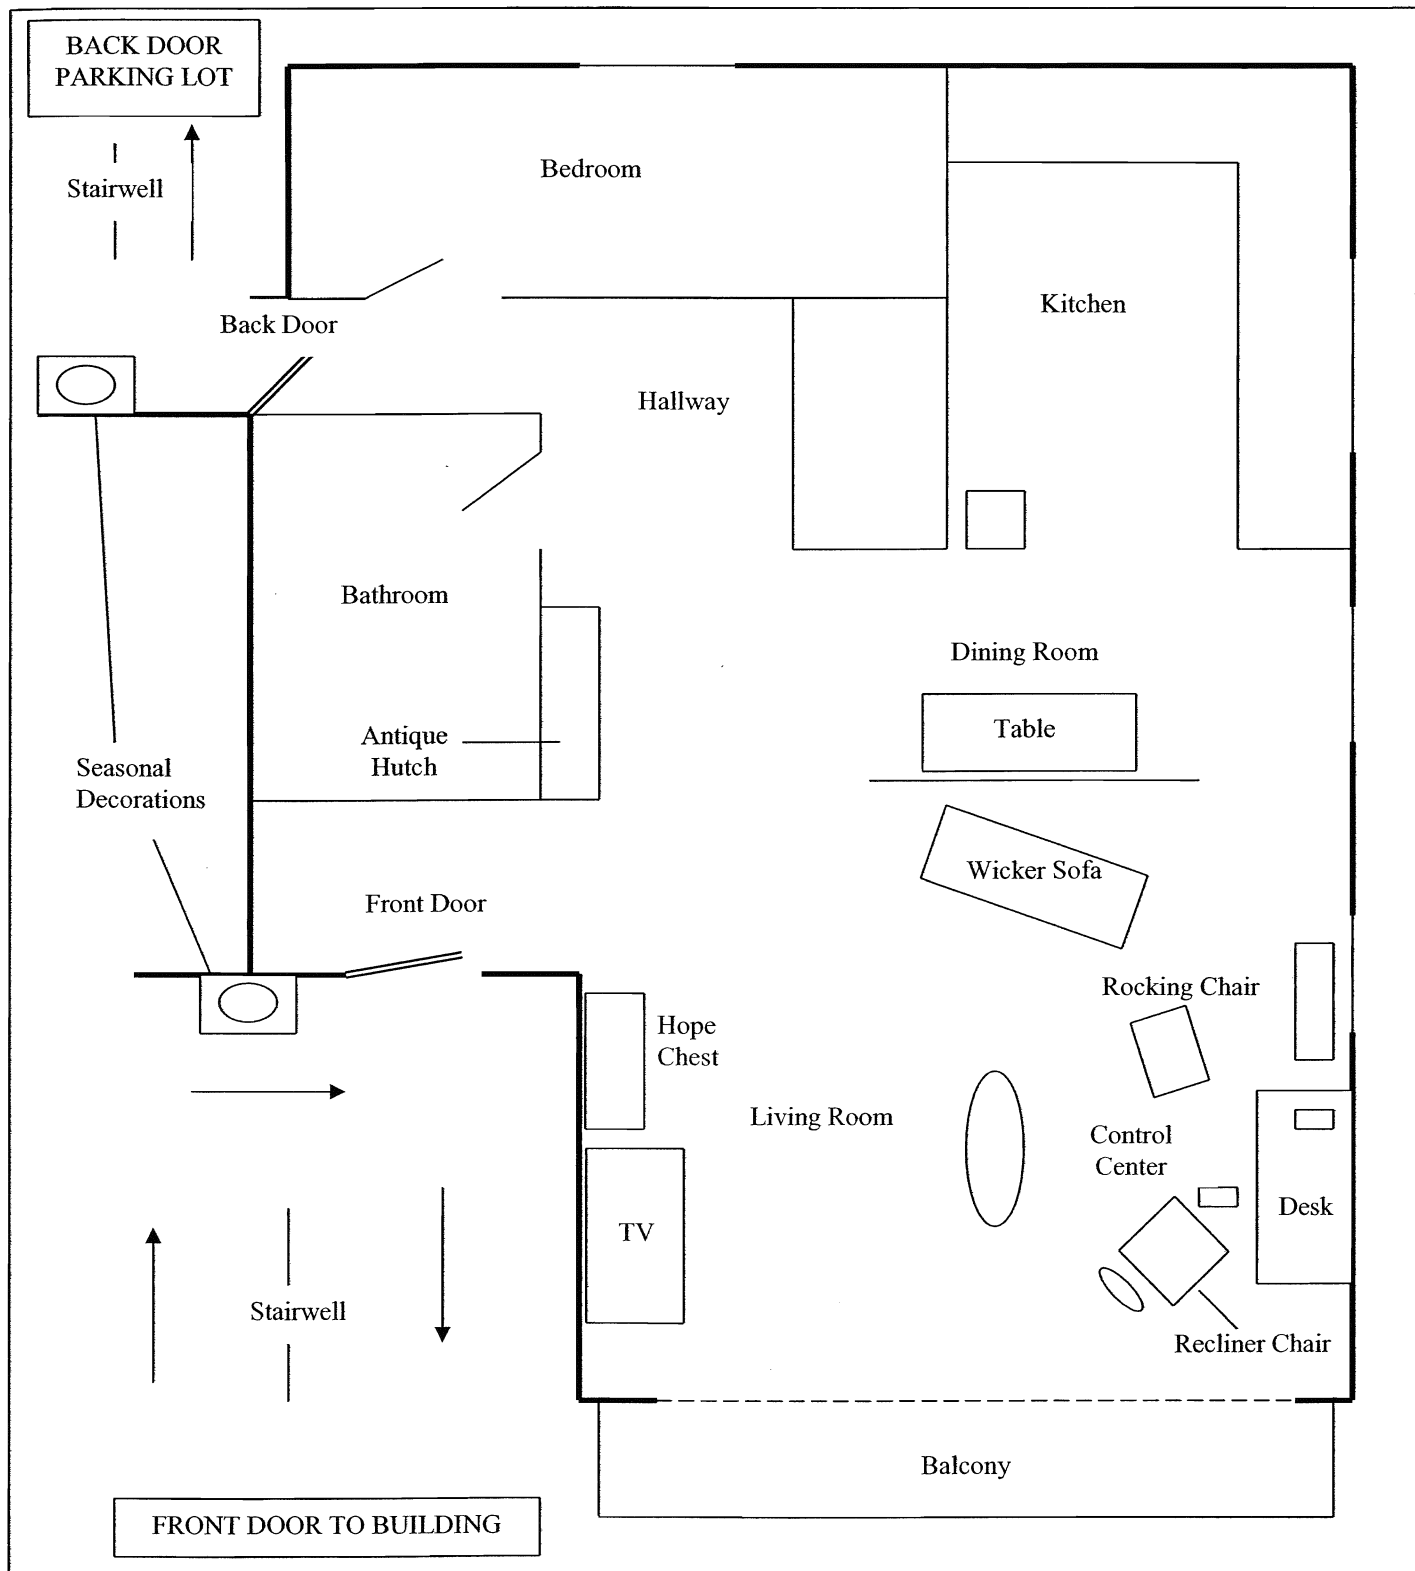 BACK DOOR
PARKING LOT
Stairwell
Bedroom
Back Door
Kitchen
Hallway
Bathroom
Dining Room
Table
Antique
Hutch
Seasonal
Decorations
Wicker Sofa
Front Door
Rocking Chair
Hope
Chest
Living Room
Control
Center
Desk
TV
Stairwell
Recliner Chair
Balcony
FRONT DOOR TO BUILDING